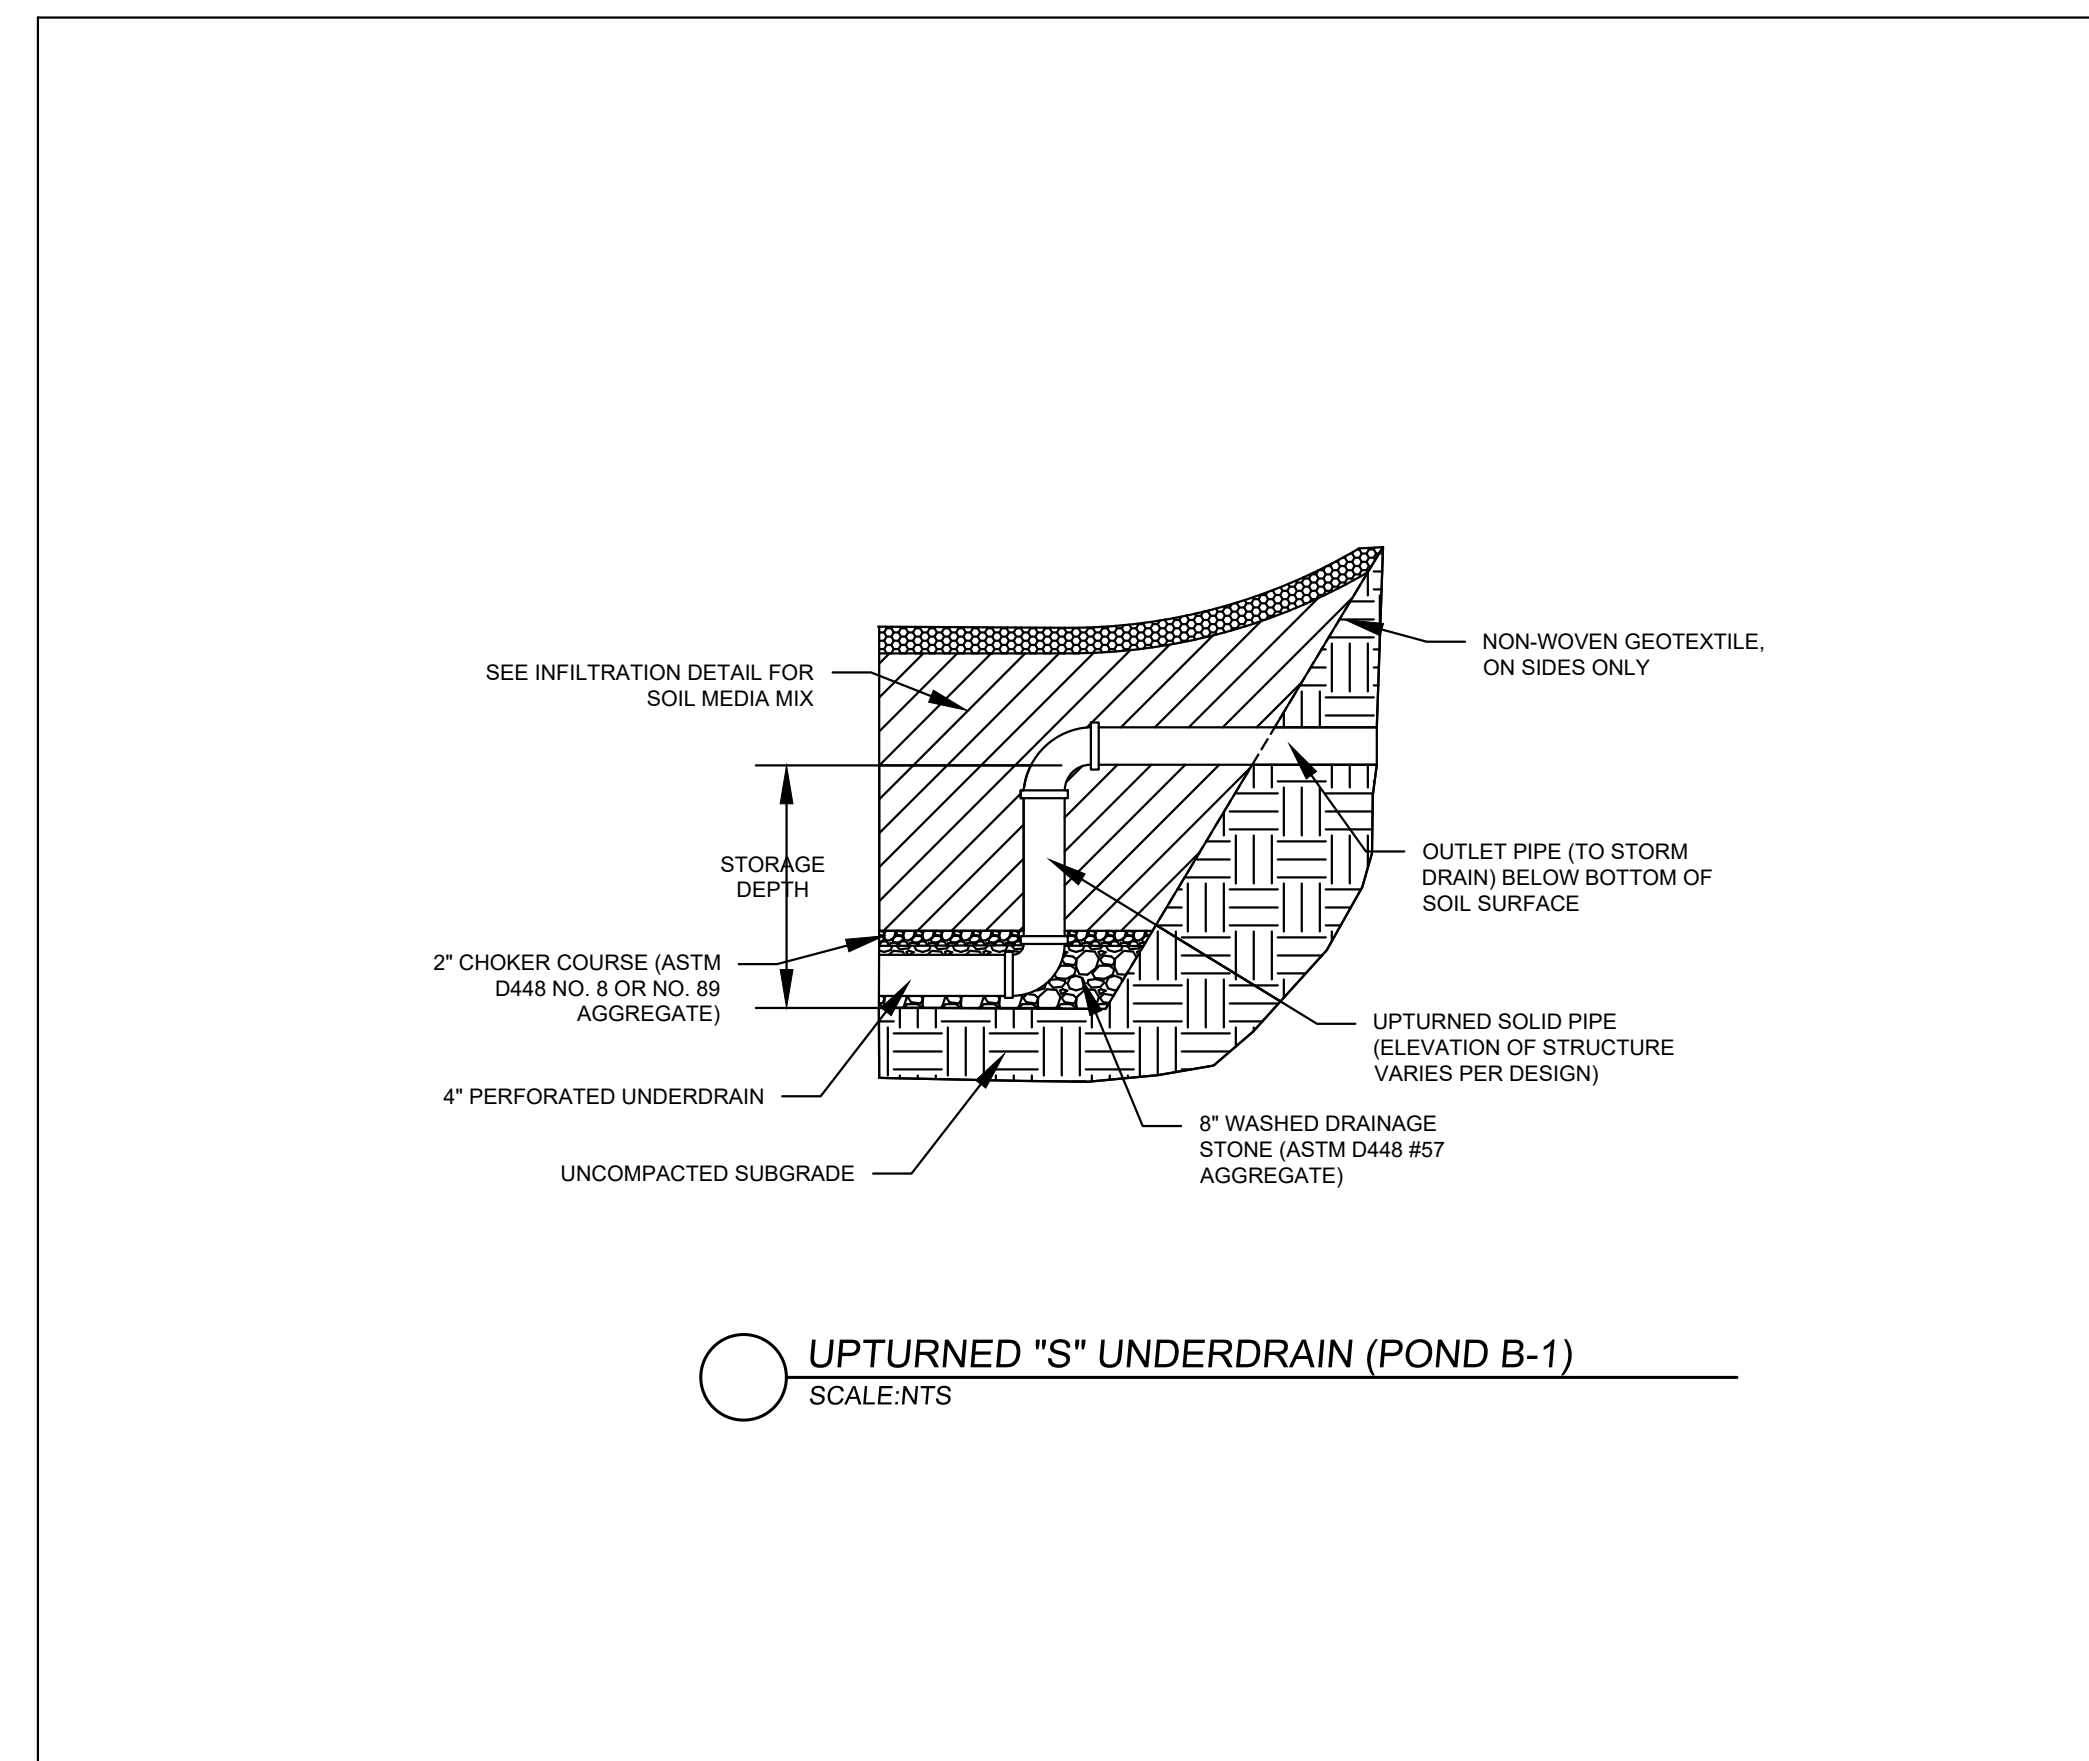 SEE INFILTRATION DETAIL FOR
SOIL MEDIA MIX
NON-WOVEN GEOTEXTILE,
ON SIDES ONLY
STORAGE
DEPTH
OUTLET PIPE (TO STORM
DRAIN) BELOW BOTTOM OF
SOIL SURFACE
2" CHOKER COURSE (ASTM
D448 NO. 8 OR NO. 89
AGGREGATE)
UPTURNED SOLID PIPE
(ELEVATION OF STRUCTURE
VARIES PER DESIGN)
4" PERFORATED UNDERDRAIN
8" WASHED DRAINAGE
STONE (ASTM D448 #57
AGGREGATE)
UNCOMPACTED SUBGRADE
UPTURNED "S" UNDERDRAIN (POND B-1)
SCALE:NTS